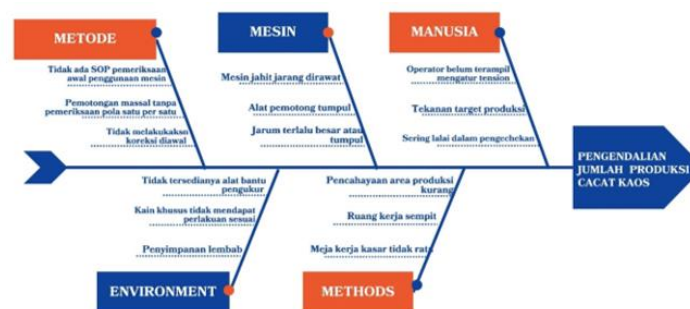 METODE
MESIN
MANUSIA
Tidak ada SOP pemeriksaan
awal penggunaan mesin
Pemotongan massal tanpa
pemeriksaan pola satu per satu
Tidak melakukaksn
koreksi diawal
Mesin jahit jarang dirawat
Alat pemotong tumpul
Jarum terlalu besar atau
tumpul
Operator belum terampil
mengatur tension
Tekanan target produksi
Sering lalai dalam pengechekan
PENGENDALIAN
JUMLAH PRODUKSI
CACAT KAOS
Tidak tersedianya alat bantu
pengukur
Kain khusus tidak mendapat
perlakuan sesuai
Penyimpanan lembab
Pencahayaan area produksi
kurang
Ruang kerja sempit
Meja kerja kasar tidak rata
ENVIRONMENT
METHODS